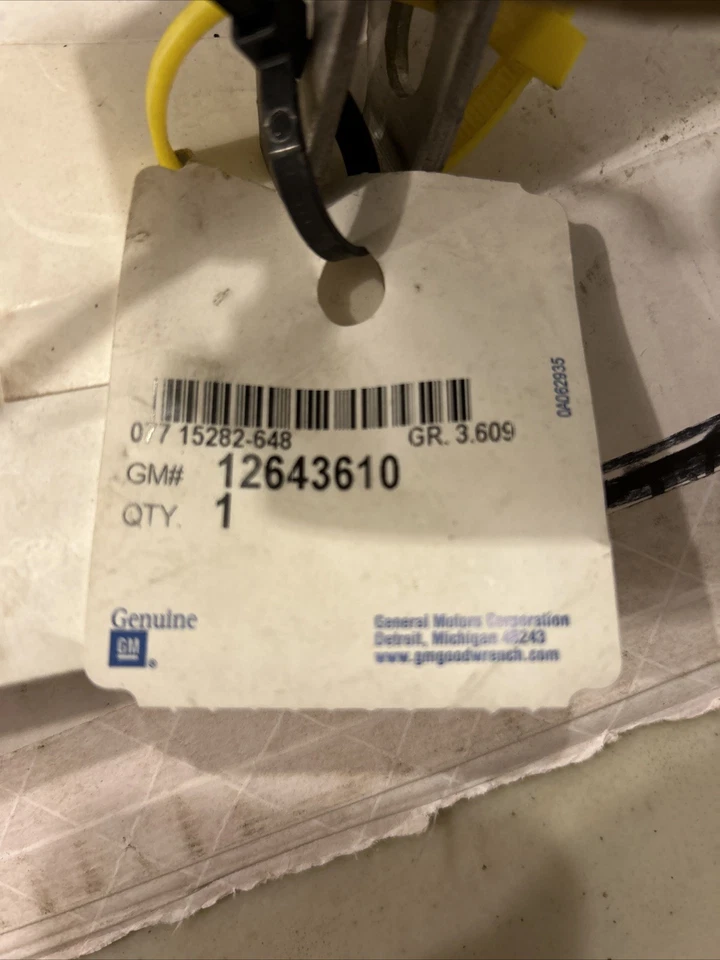 077 15282-648 GR. 3.609
GM# 12643610
QTY. 1
0A062935
Genuine
GM
®
General Motors Corporation
Detroit, Michigan 48243
www.gmgoodwrench.com